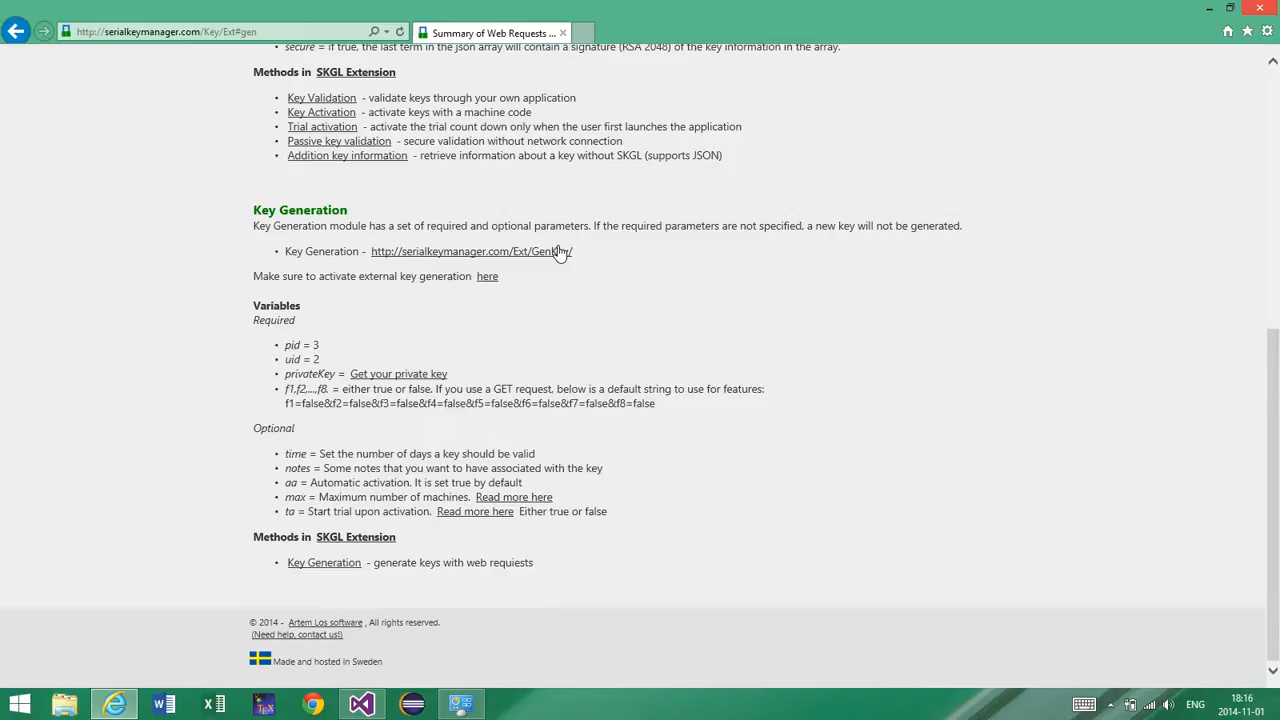 http://serialkeymanager.com/Key/Ext#gen
Summary of Web Requests ...
secure = if true, the last term in the json array will contain a signature (RSA 2048) of the key information in the array.
Methods in SKGL Extension
• Key Validation - validate keys through your own application
• Key Activation - activate keys with a machine code
• Trial activation - activate the trial count down only when the user first launches the application
• Passive key validation - secure validation without network connection
• Addition key information - retrieve information about a key without SKGL (supports JSON)
Key Generation
Key Generation module has a set of required and optional parameters. If the required parameters are not specified, a new key will not be generated.
• Key Generation - http://serialkeymanager.com/Ext/GenKey/
Make sure to activate external key generation here
Variables
Required
• pid = 3
• uid = 2
• privateKey = Get your private key
• f1,f2,...,f8. = either true or false. If you use a GET request, below is a default string to use for features:
f1=false&f2=false&f3=false&f4=false&f5=false&f6=false&f7=false&f8=false
Optional
• time = Set the number of days a key should be valid
• notes = Some notes that you want to have associated with the key
• aa = Automatic activation. It is set true by default
• max = Maximum number of machines. Read more here
• ta = Start trial upon activation. Read more here Either true or false
Methods in SKGL Extension
• Key Generation - generate keys with web requiests
© 2014 - Artem Los software , All rights reserved.
(Need help, contact us!)
Made and hosted in Sweden
18:16
2014-11-01